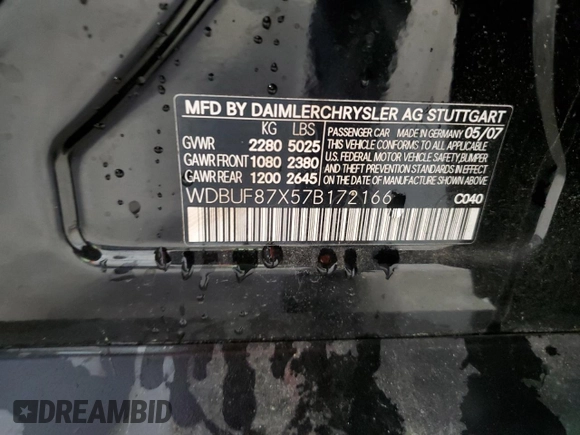 MFD BY DAIMLERCHRYSLER AG STUTTGART
KG LBS
GVWR 2280 5025
GAWR FRONT 1080 2380
GAWR REAR 1200 2645
PASSENGER CAR MADE IN GERMANY 05/07
THIS VEHICLE CONFORMS TO ALL APPLICABLE
U.S. FEDERAL MOTOR VEHICLE SAFETY, BUMPER
AND THEFT PREVENTION STANDARDS IN EFFECT
ON THE DATE OF MANUFACTURE SHOWN ABOVE
WDBUF87X57B172166 C040
DREAMBID